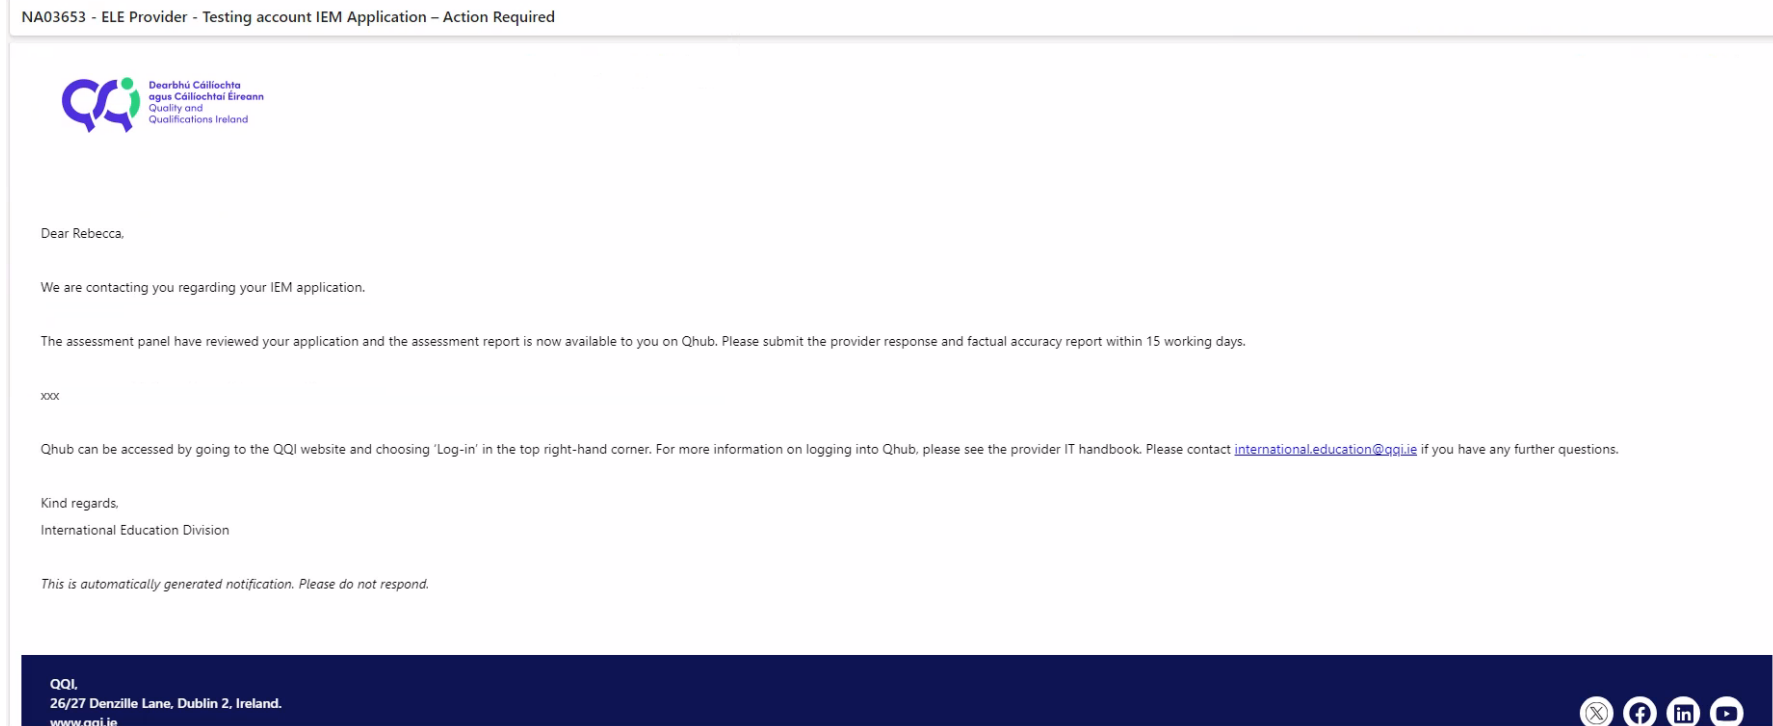 NA03653 - ELE Provider - Testing account IEM Application – Action Required
Dearbhú Cáilíochta
agus Cáilíochtaí Éireann
Quality and
Qualifications Ireland
Dear Rebecca,
We are contacting you regarding your IEM application.
The assessment panel have reviewed your application and the assessment report is now available to you on Qhub. Please submit the provider response and factual accuracy report within 15 working days.
xxx
Qhub can be accessed by going to the QQI website and choosing ‘Log-in’ in the top right-hand corner. For more information on logging into Qhub, please see the provider IT handbook. Please contact international.education@qqi.ie if you have any further questions.
Kind regards,
International Education Division
This is automatically generated notification. Please do not respond.
QQI,
26/27 Denzille Lane, Dublin 2, Ireland.
www.qqi.ie